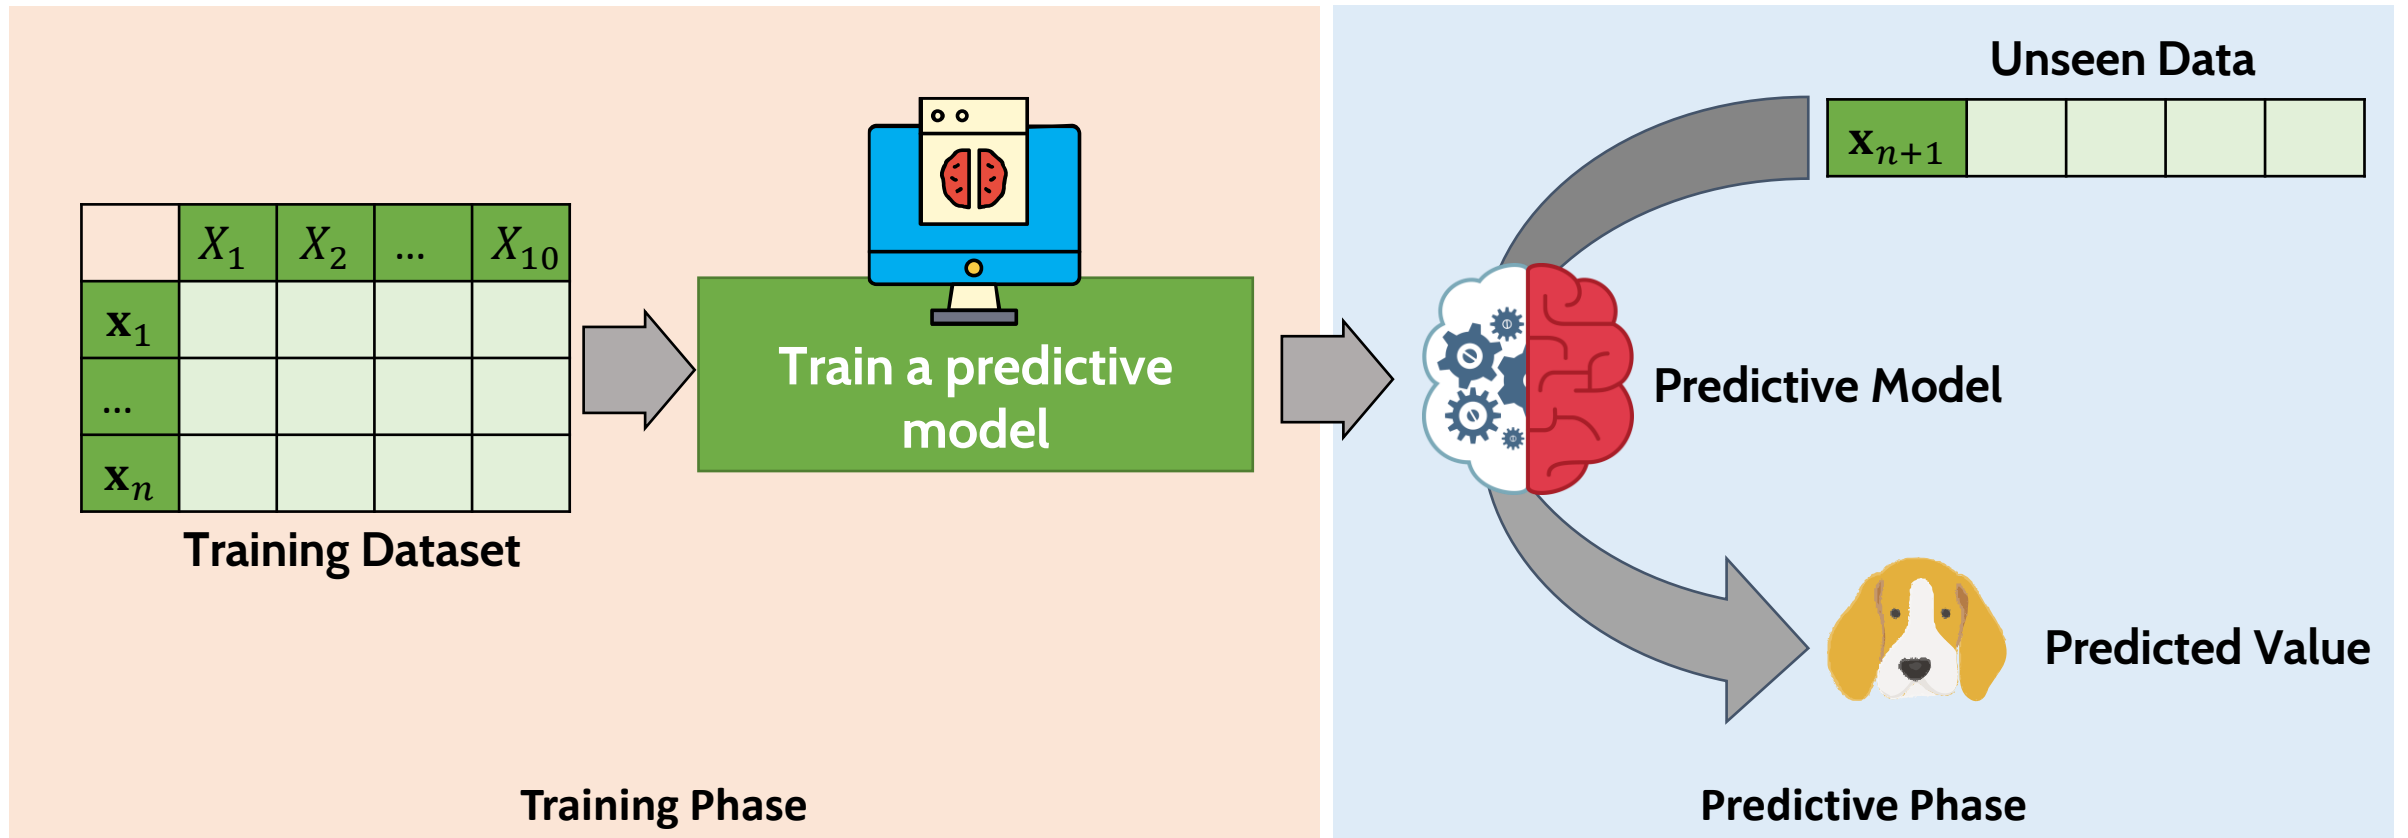 X₁ X₂ ... X₁₀
𝐱₁
...
𝐱ₙ
Training Dataset
Train a predictive
model
Training Phase
Unseen Data
𝐱ₙ₊₁
Predictive Model
Predicted Value
Predictive Phase